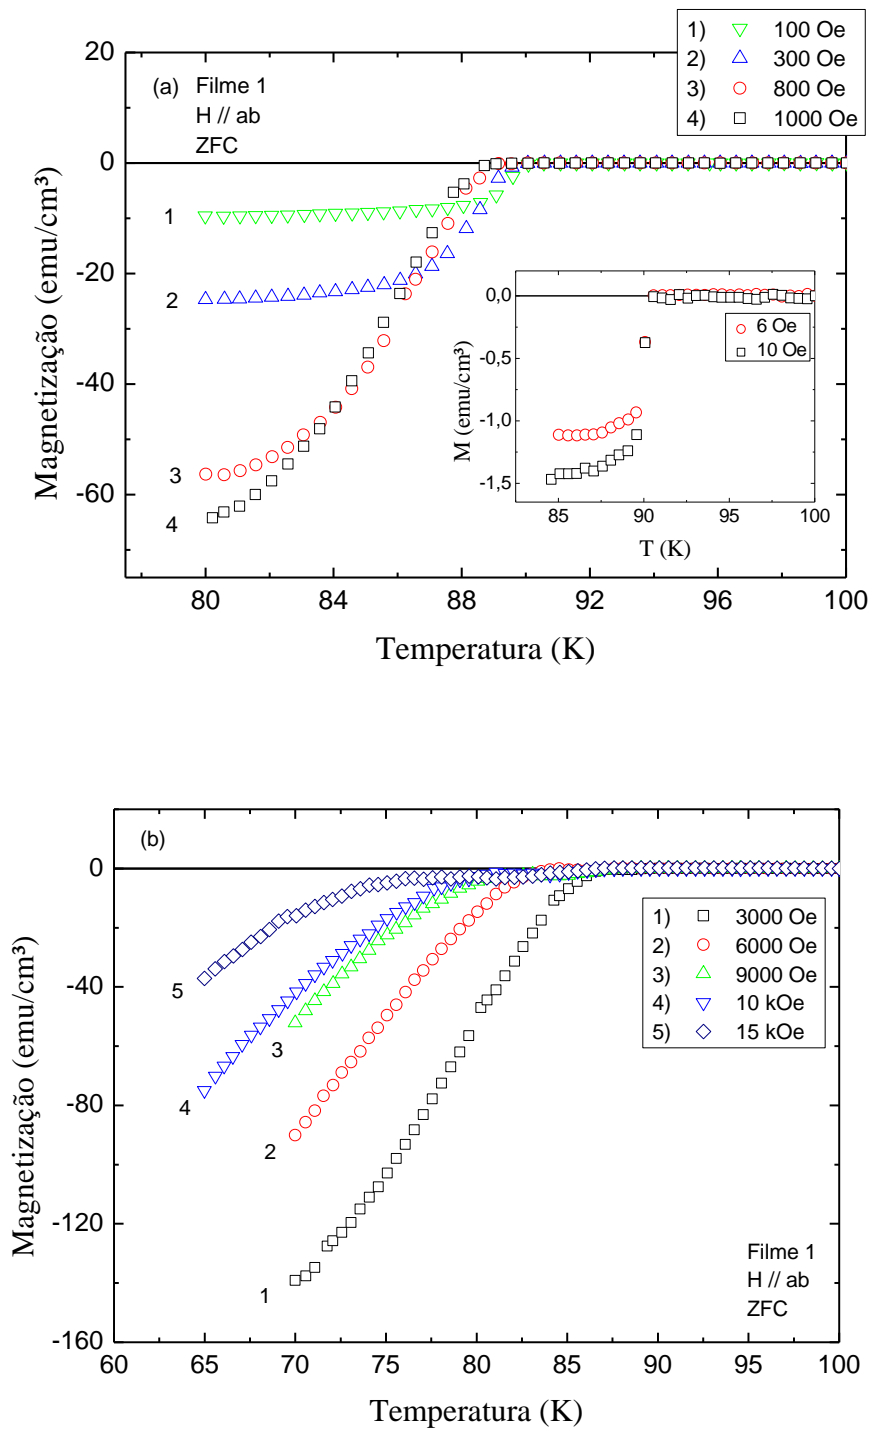 1) 100 Oe
2) 300 Oe
3) 800 Oe
4) 1000 Oe
(a) Filme 1
H // ab
ZFC
20
0
-20
-40
-60
1
2
3
4
80 84 88 92 96 100
Magnetização (emu/cm³)
Temperatura (K)
0,0
-0,5
-1,0
-1,5
6 Oe
10 Oe
85 90 95 100
M (emu/cm³)
T (K)
(b)
0
-40
-80
-120
-160
1) 3000 Oe
2) 6000 Oe
3) 9000 Oe
4) 10 kOe
5) 15 kOe
5
3
4
2
1
Filme 1
H // ab
ZFC
60 65 70 75 80 85 90 95 100
Magnetização (emu/cm³)
Temperatura (K)